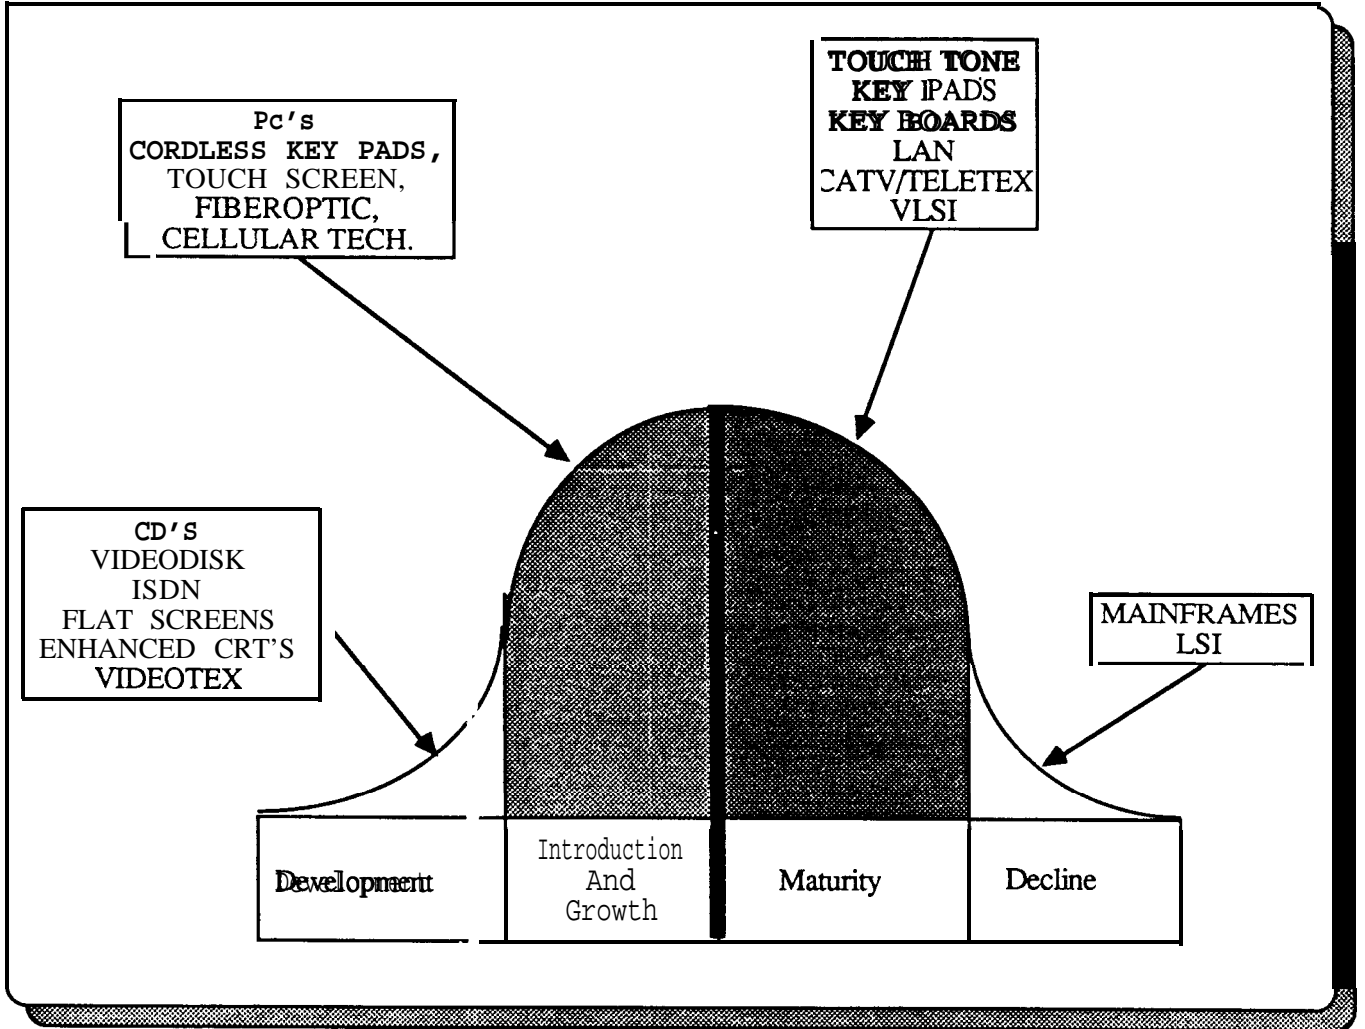 TOUCH TONE
KEY PADS
KEY BOARDS
LAN
CATV/TELETEX
VLSI
Pc's
CORDLESS KEY PADS,
TOUCH SCREEN,
FIBEROPTIC,
CELLULAR TECH.
CD'S
VIDEODISK
ISDN
FLAT SCREENS
ENHANCED CRT'S
VIDEOTEX
MAINFRAMES
LSI
Development
Introduction
And
Growth
Maturity
Decline